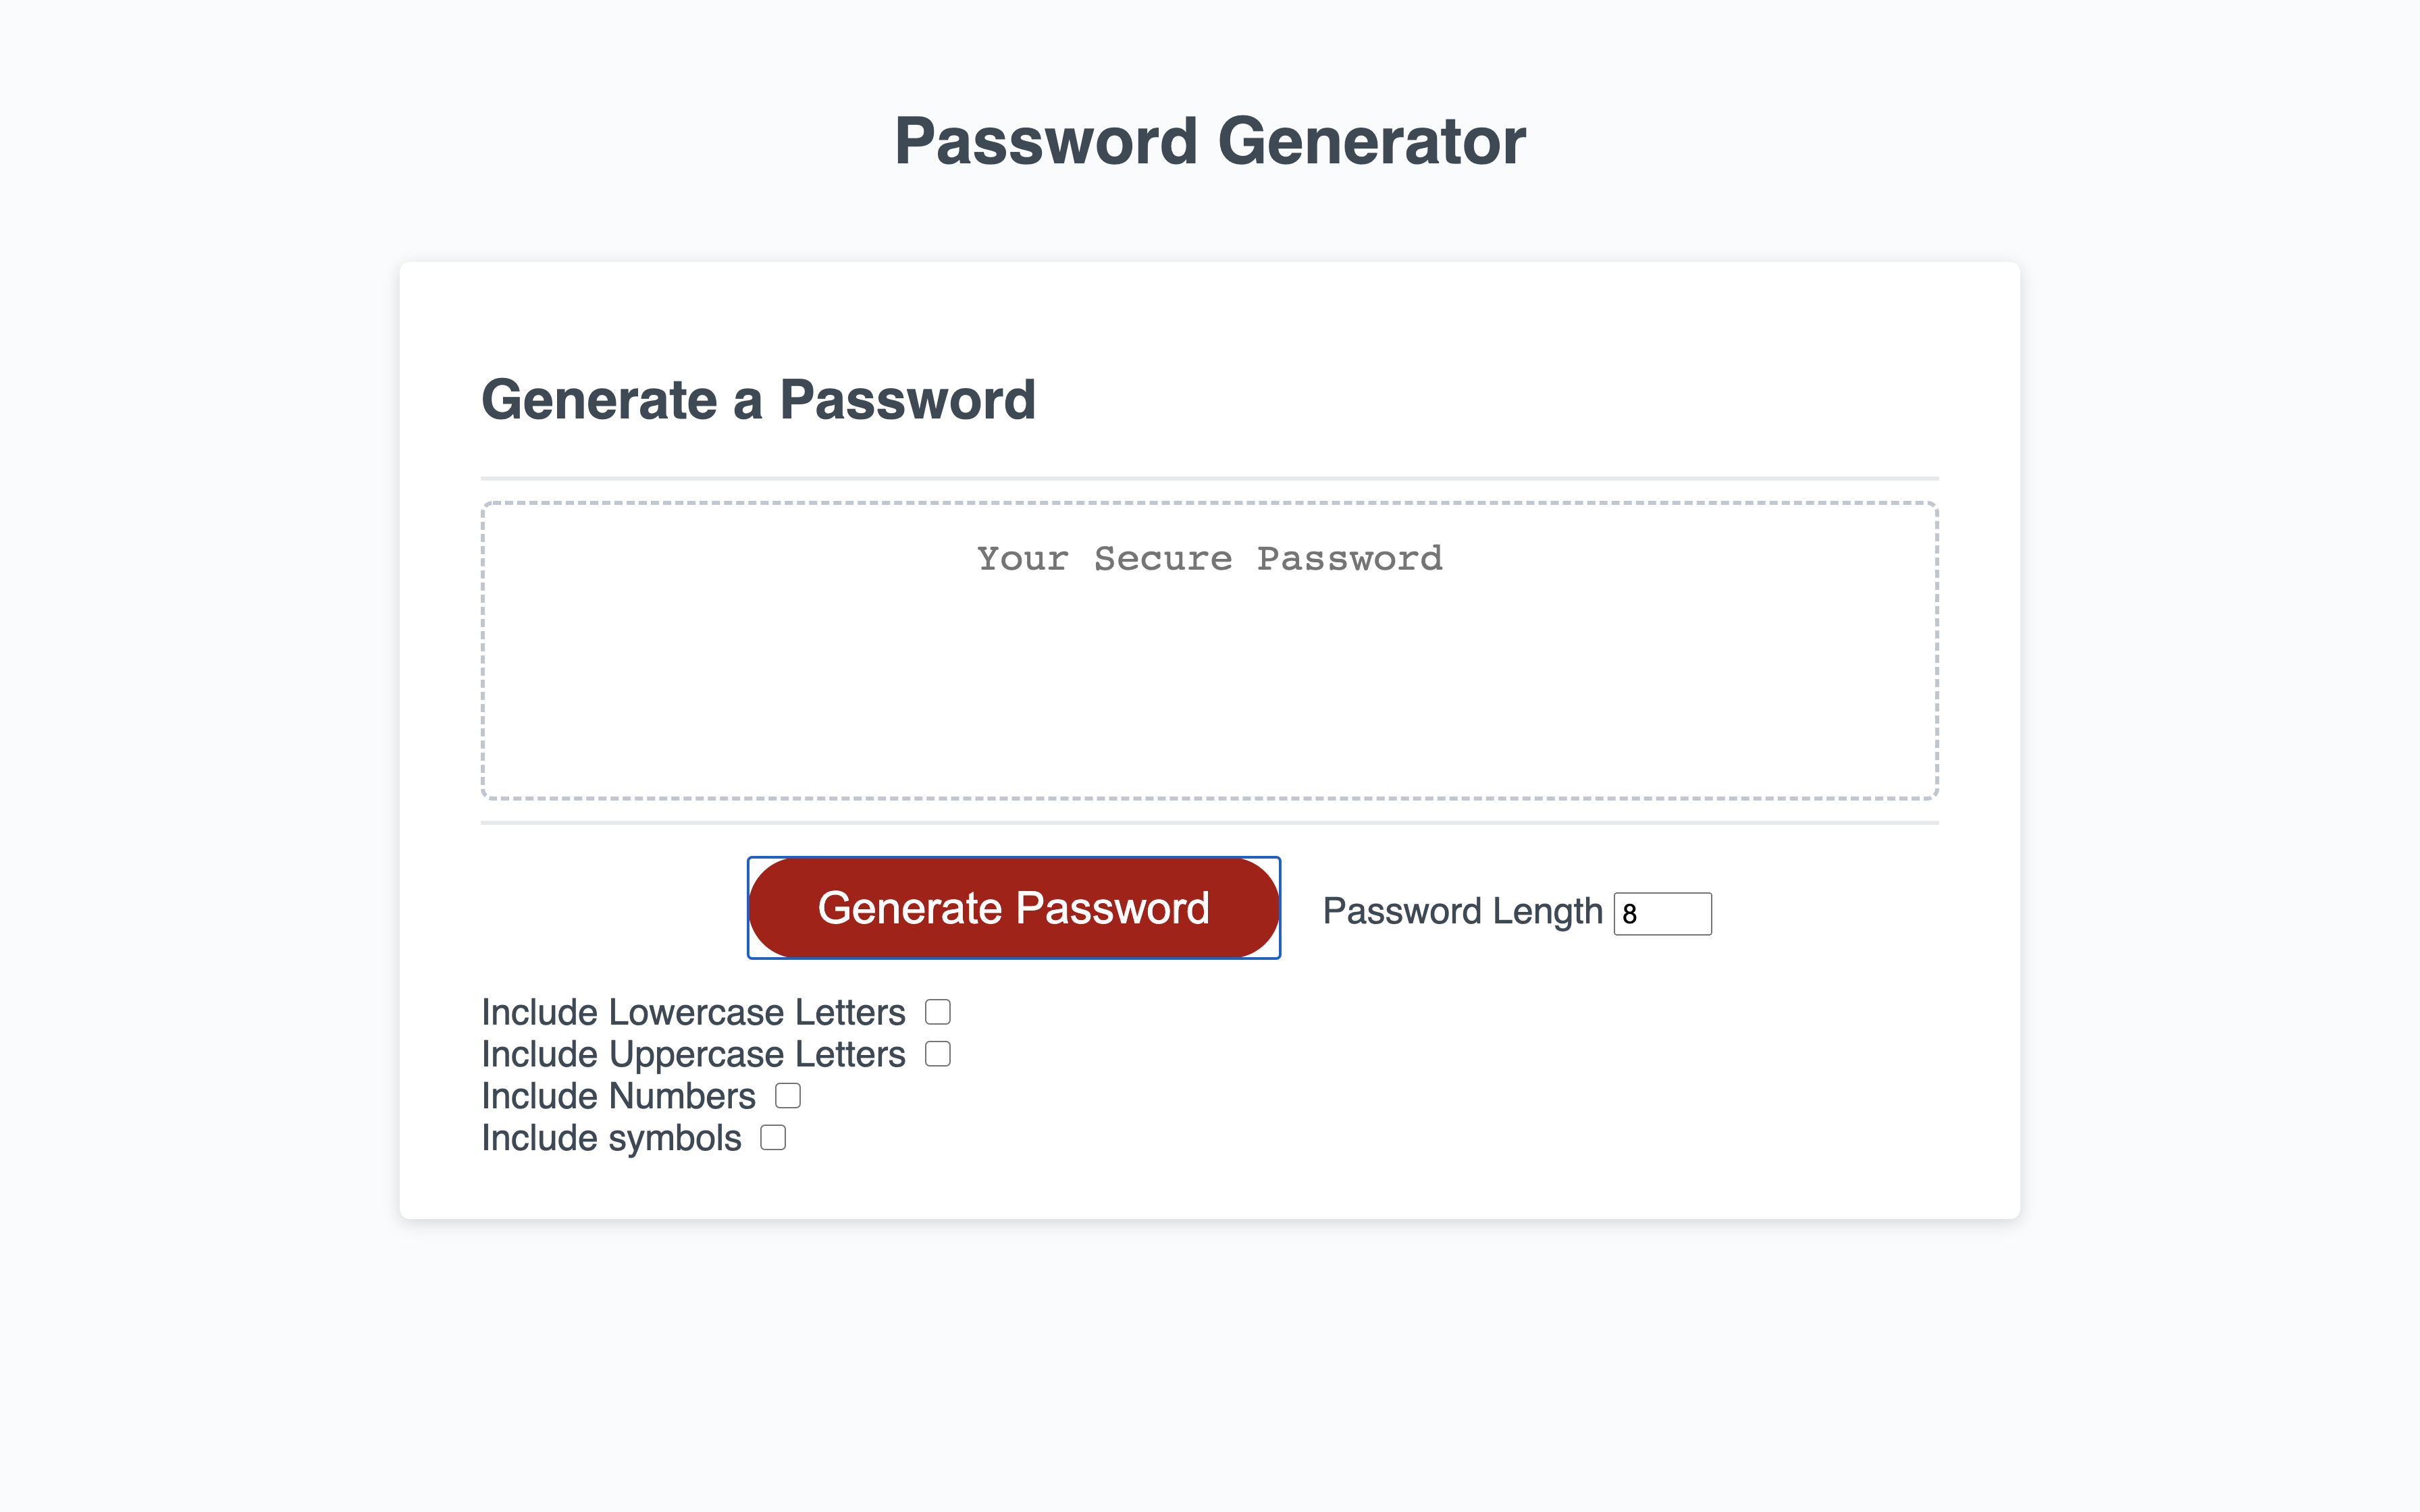 Password Generator
Generate a Password
Your Secure Password
Generate Password
Password Length 8
Include Lowercase Letters
Include Uppercase Letters
Include Numbers
Include symbols